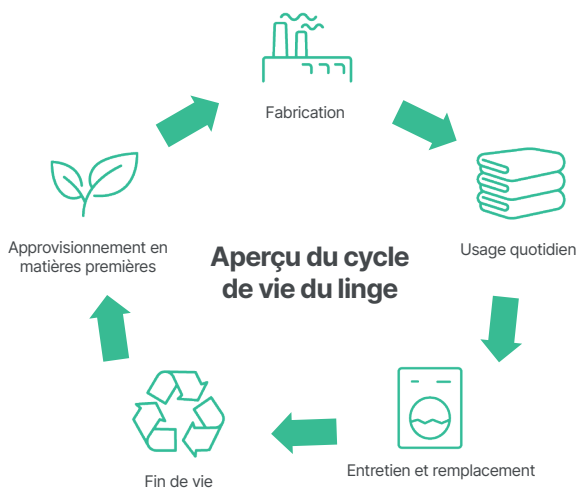 Fabrication
Approvisionnement en
matières premières
Usage quotidien
Aperçu du cycle
de vie du linge
Entretien et remplacement
Fin de vie